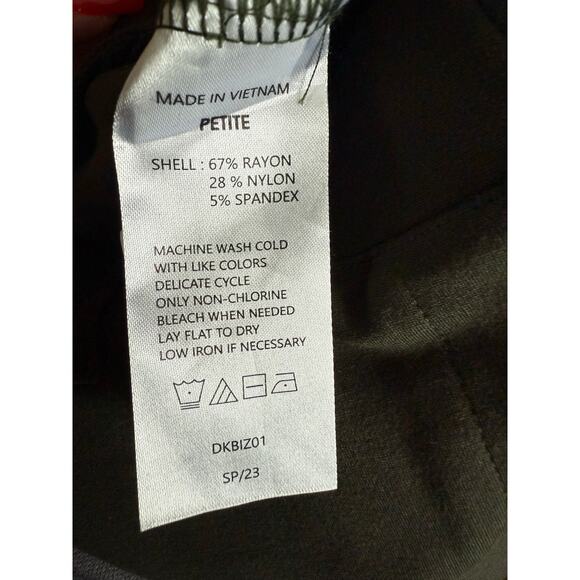 MADE IN VIETNAM
PETITE
SHELL : 67% RAYON
28 % NYLON
5% SPANDEX
MACHINE WASH COLD
WITH LIKE COLORS
DELICATE CYCLE
ONLY NON-CHLORINE
BLEACH WHEN NEEDED
LAY FLAT TO DRY
LOW IRON IF NECESSARY
DKBIZ01
SP/23